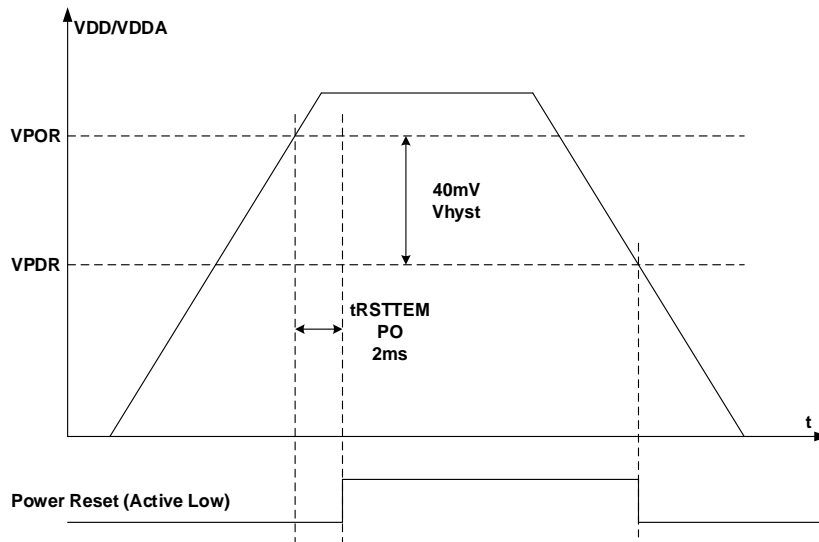 VDD/VDDA
VPOR
40mV
Vhyst
VPDR
tRSTTEM
PO
2ms
t
Power Reset (Active Low)